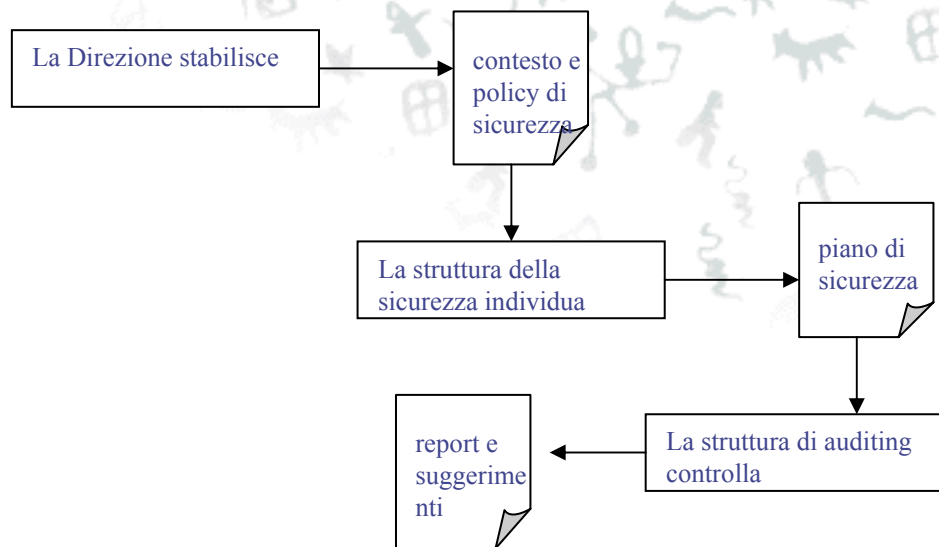 La Direzione stabilisce
contesto e
policy di
sicurezza
La struttura della
sicurezza individua
piano di
sicurezza
La struttura di auditing
controlla
report e
suggerime
nti